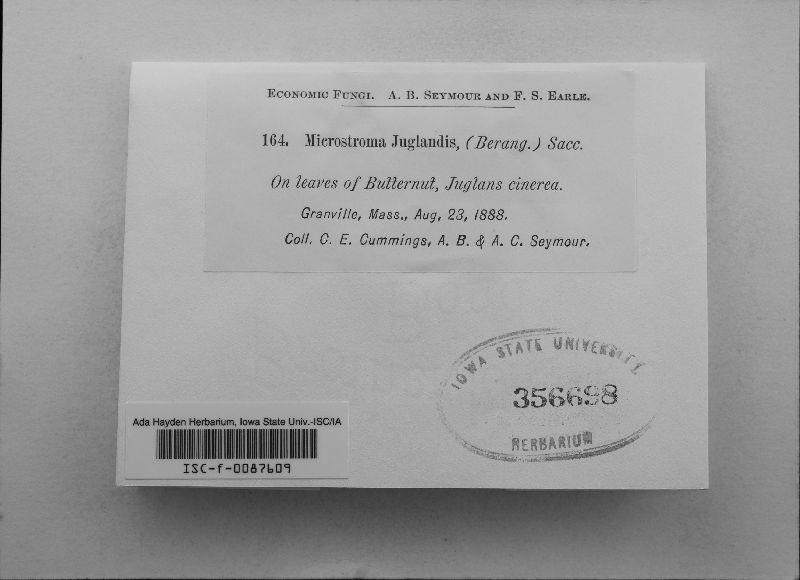 Economic Fungi. A. B. Seymour and F. S. Earle.
164. Microstroma Juglandis, (Berang.) Sacc.
On leaves of Butternut, Juglans cinerea.
Granville, Mass., Aug. 23, 1888.
Coll. C. E. Cummings, A. B. & A. C. Seymour.
IOWA STATE UNIVERSITY
356698
HERBARIUM
Ada Hayden Herbarium, Iowa State Univ.-ISC/IA
ISC-f-0087609